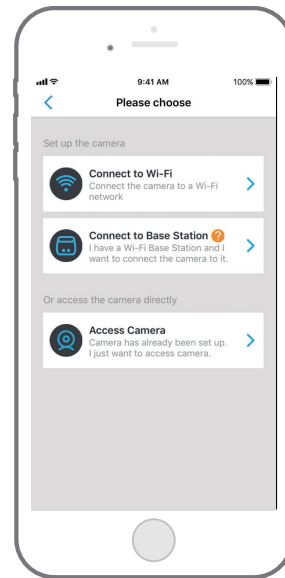 9:41 AM
100%
Please choose
Set up the camera
Connect to Wi-Fi
Connect the camera to a Wi-Fi
network
Connect to Base Station ?
I have a Wi-Fi Base Station and I
want to connect the camera to it.
Or access the camera directly
Access Camera
Camera has already been set up.
I just want to access camera.